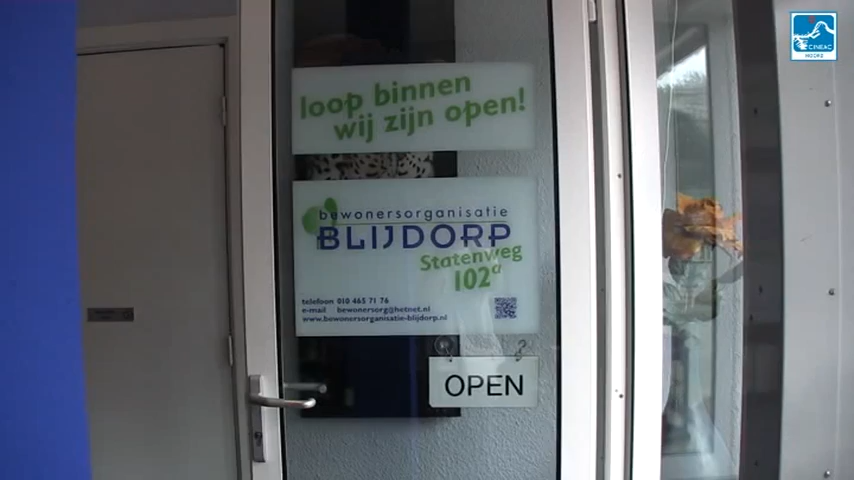 loop binnen
wij zijn open!
bewonersorganisatie
BLIJDORP
Statenweg
102a
telefoon 010 465 71 76
e-mail bewonersorg@hetnet.nl
www.bewonersorganisatie-blijdorp.nl
OPEN
CINEAC
NOORD